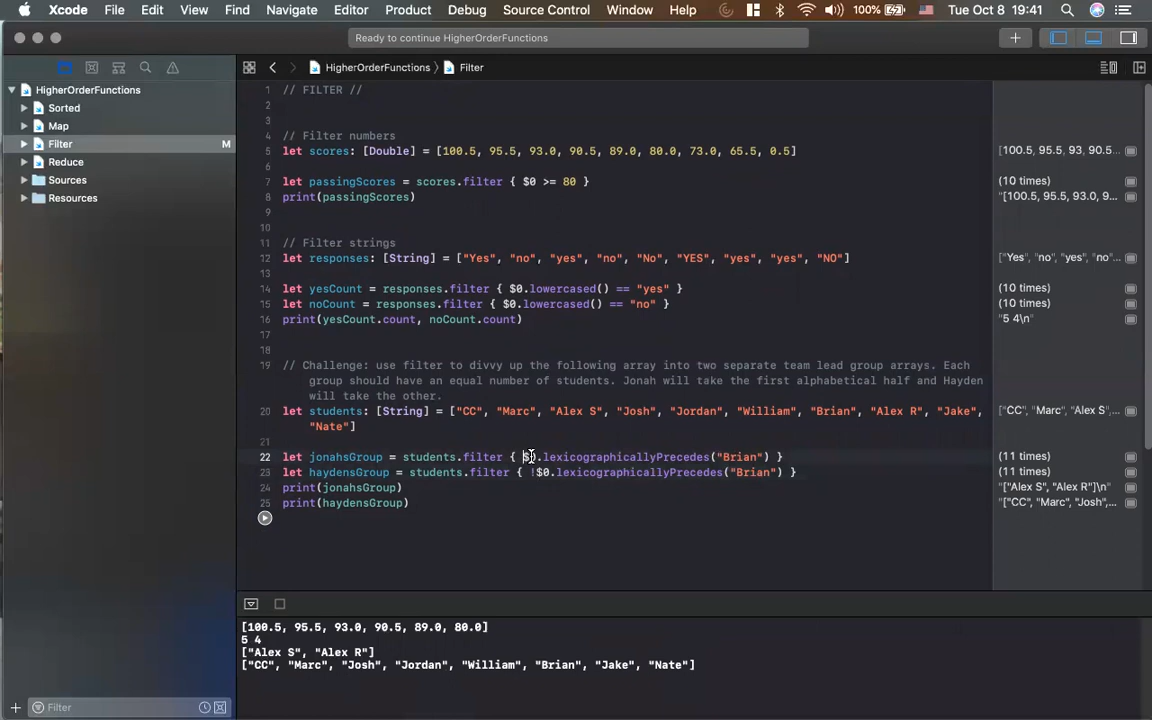 Xcode File Edit View Find Navigate Editor Product Debug Source Control Window Help 100% Tue Oct 8 19:41
Ready to continue HigherOrderFunctions
HigherOrderFunctions
Sorted
Map
Filter M
Reduce
Sources
Resources
Filter
HigherOrderFunctions Filter
1 // FILTER //
2
3
4 // Filter numbers
5 let scores: [Double] = [100.5, 95.5, 93.0, 90.5, 89.0, 80.0, 73.0, 65.5, 0.5]
6
7 let passingScores = scores.filter { $0 >= 80 }
8 print(passingScores)
9
10
11 // Filter strings
12 let responses: [String] = ["Yes", "no", "yes", "no", "No", "YES", "yes", "yes", "NO"]
13
14 let yesCount = responses.filter { $0.lowercased() == "yes" }
15 let noCount = responses.filter { $0.lowercased() == "no" }
16 print(yesCount.count, noCount.count)
17
18
19 // Challenge: use filter to divvy up the following array into two separate team lead group arrays. Each
group should have an equal number of students. Jonah will take the first alphabetical half and Hayden
will take the other.
20 let students: [String] = ["CC", "Marc", "Alex S", "Josh", "Jordan", "William", "Brian", "Alex R", "Jake",
"Nate"]
21
22 let jonahsGroup = students.filter { $0.lexicographicallyPrecedes("Brian") }
23 let haydensGroup = students.filter { !$0.lexicographicallyPrecedes("Brian") }
24 print(jonahsGroup)
25 print(haydensGroup)
[100.5, 95.5, 93, 90.5...
(10 times)
"[100.5, 95.5, 93.0, 9...
["Yes", "no", "yes", "no"...
(10 times)
(10 times)
"5 4\n"
["CC", "Marc", "Alex S",...
(11 times)
(11 times)
"["Alex S", "Alex R"]\n"
"["CC", "Marc", "Josh",...
[100.5, 95.5, 93.0, 90.5, 89.0, 80.0]
5 4
["Alex S", "Alex R"]
["CC", "Marc", "Josh", "Jordan", "William", "Brian", "Jake", "Nate"]